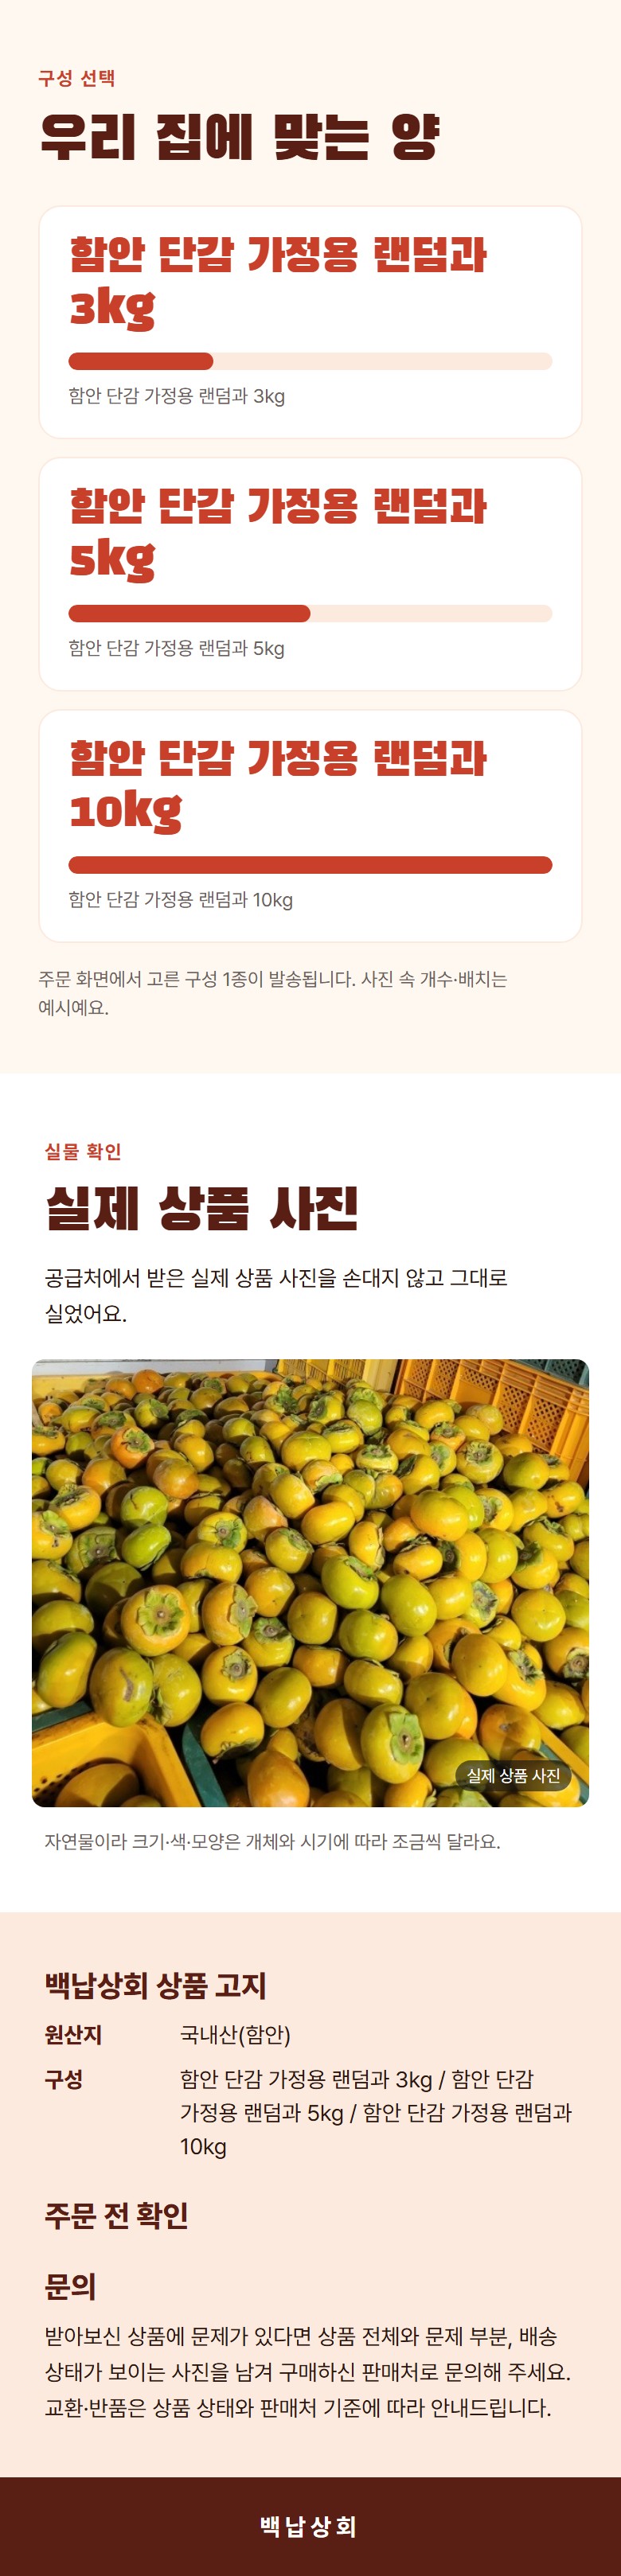 구성 선택
우리 집에 맞는 양
함안 단감 가정용 랜덤과
3kg
함안 단감 가정용 랜덤과 3kg
함안 단감 가정용 랜덤과
5kg
함안 단감 가정용 랜덤과 5kg
함안 단감 가정용 랜덤과
10kg
함안 단감 가정용 랜덤과 10kg
주문 화면에서 고른 구성 1종이 발송됩니다. 사진 속 개수·배치는
예시예요.
실물 확인
실제 상품 사진
공급처에서 받은 실제 상품 사진을 손대지 않고 그대로
실었어요.
실제 상품 사진
자연물이라 크기·색·모양은 개체와 시기에 따라 조금씩 달라요.
백납상회 상품 고지
원산지 국내산(함안)
구성 함안 단감 가정용 랜덤과 3kg / 함안 단감
가정용 랜덤과 5kg / 함안 단감 가정용 랜덤과
10kg
주문 전 확인
문의
받아보신 상품에 문제가 있다면 상품 전체와 문제 부분, 배송
상태가 보이는 사진을 남겨 구매하신 판매처로 문의해 주세요.
교환·반품은 상품 상태와 판매처 기준에 따라 안내드립니다.
백납상회